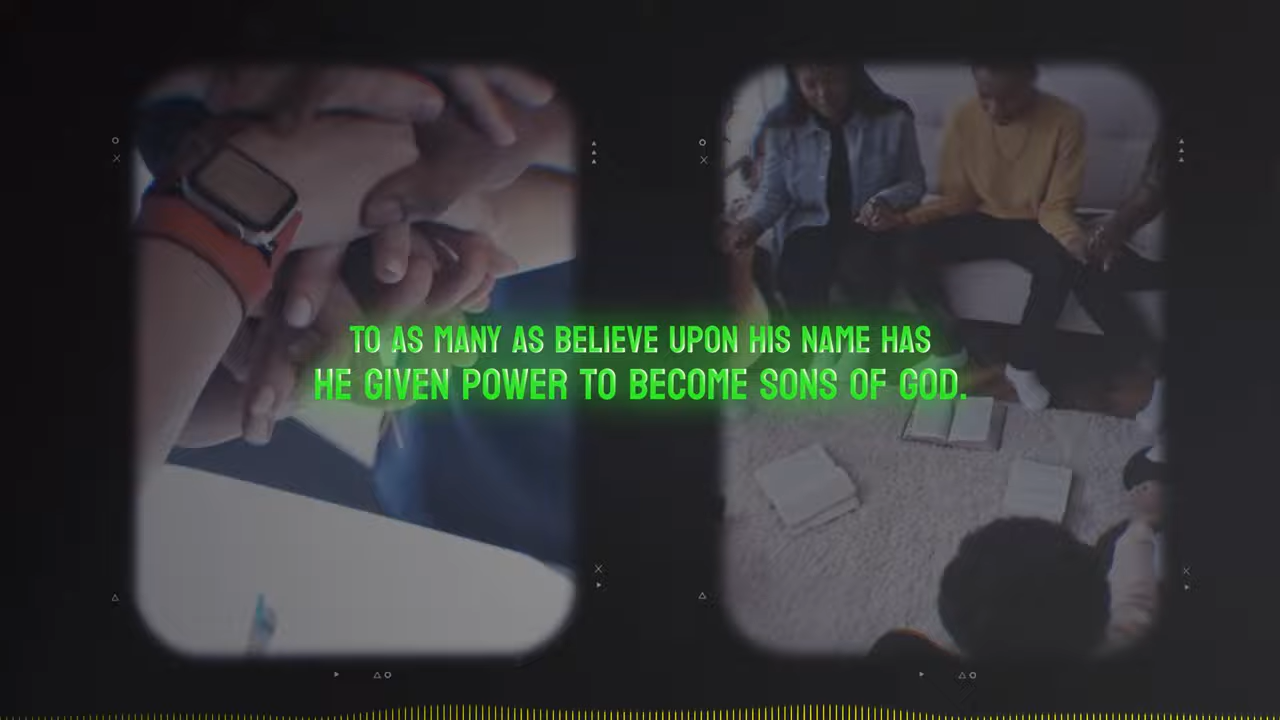 TO AS MANY AS BELIEVE UPON HIS NAME HAS
HE GIVEN POWER TO BECOME SONS OF GOD.